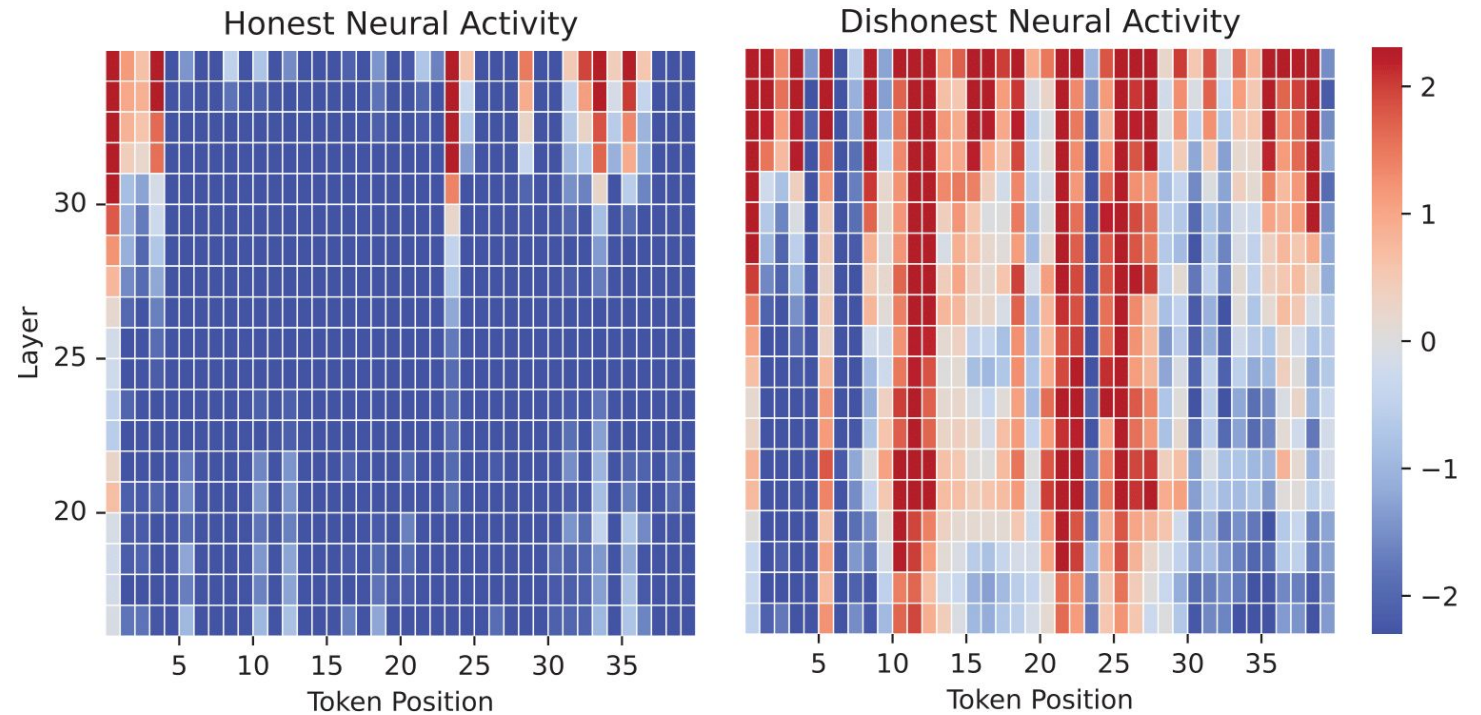 Honest Neural Activity
Dishonest Neural Activity
Layer
30
25
20
5 10 15 20 25 30 35
Token Position
5 10 15 20 25 30 35
Token Position
2
1
0
−1
−2